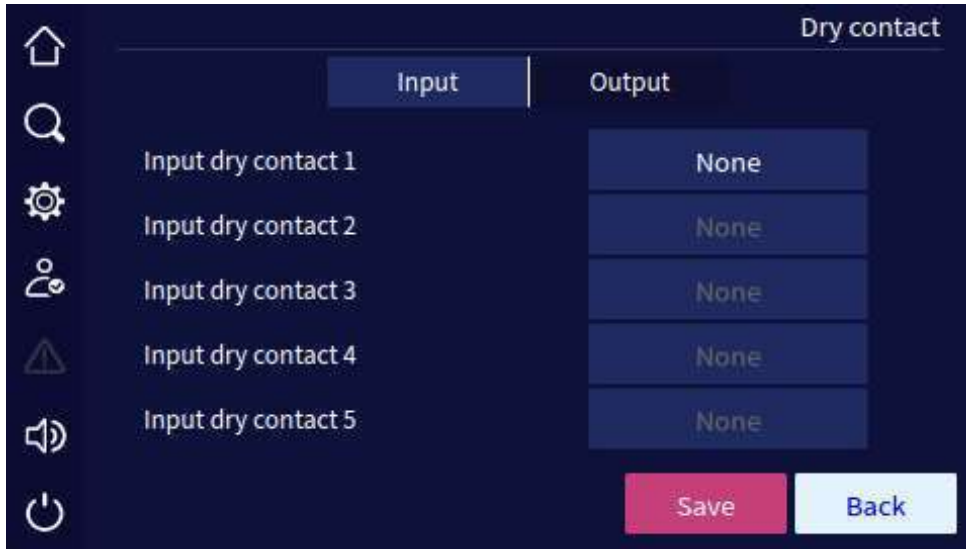 Dry contact
Input Output
Input dry contact 1 None
Input dry contact 2 None
Input dry contact 3 None
Input dry contact 4 None
Input dry contact 5 None
Save Back